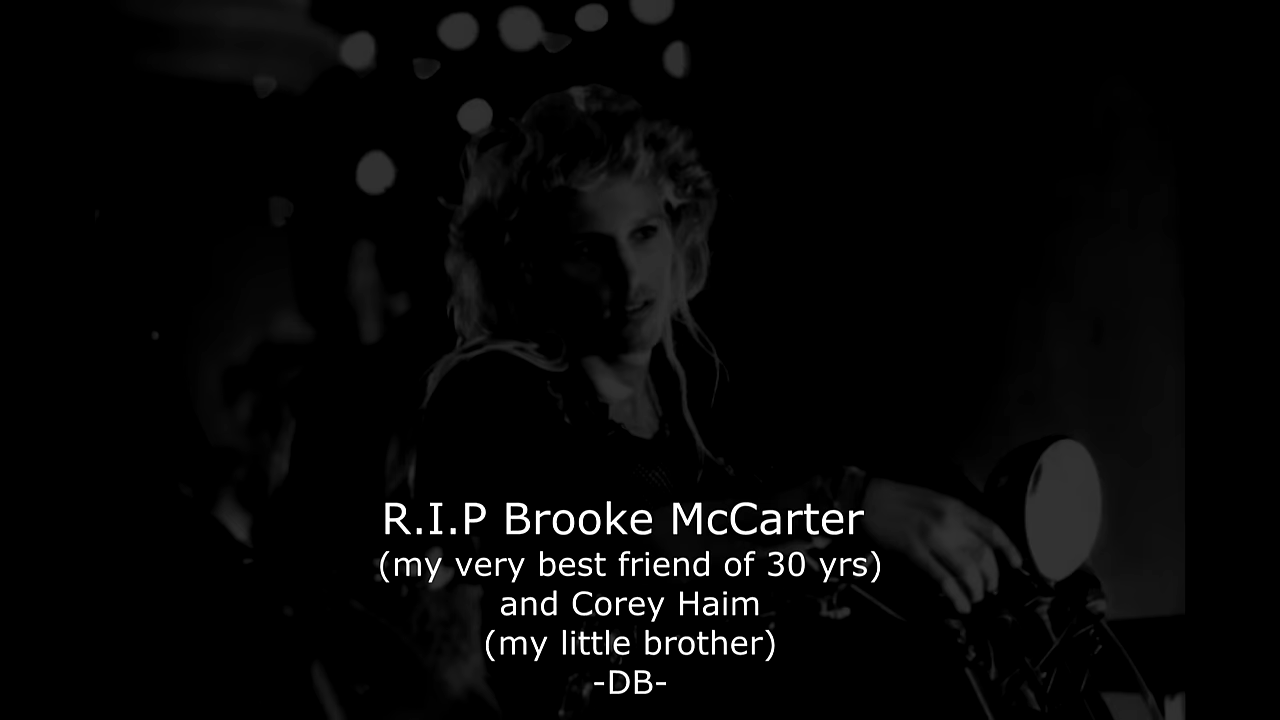 R.I.P Brooke McCarter
(my very best friend of 30 yrs)
and Corey Haim
(my little brother)
-DB-